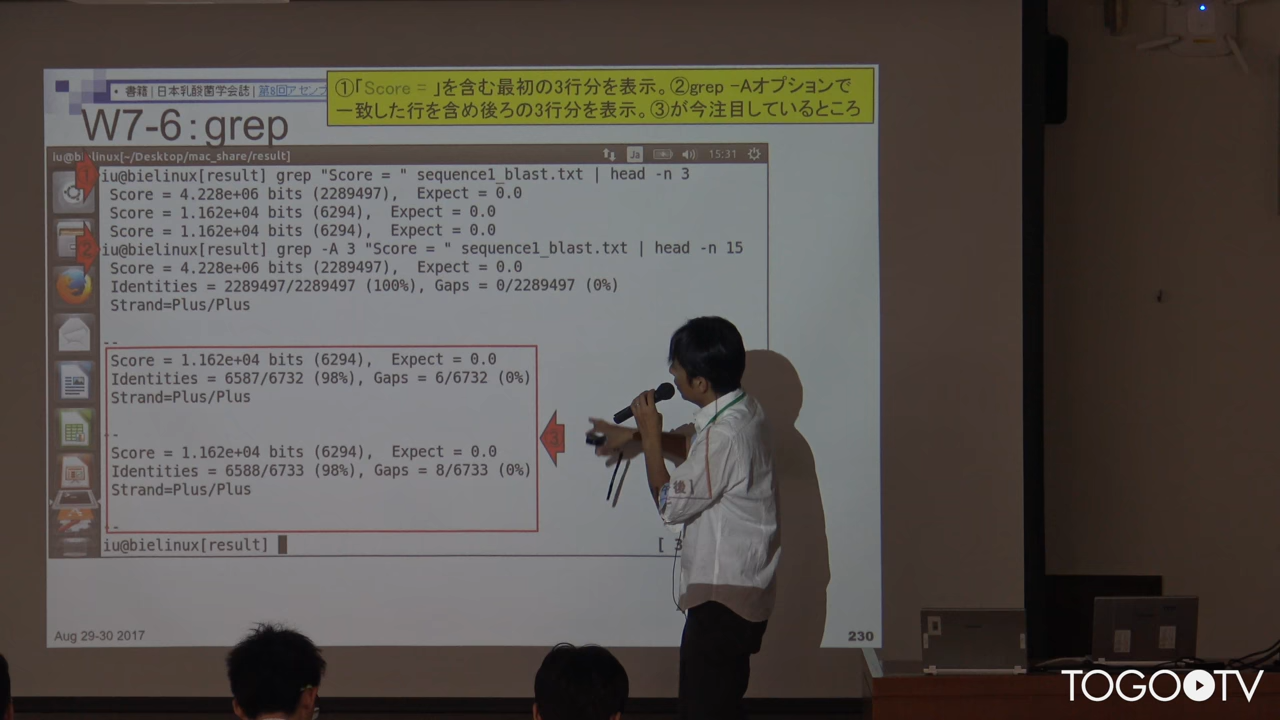 ・書籍 | 日本乳酸菌学会誌 | 第8回アセンブ
①「Score = 」を含む最初の3行分を表示。②grep -Aオプションで
一致した行を含め後ろの3行分を表示。③が今注目しているところ
W7-6:grep
iu@bielinux[~/Desktop/mac_share/result]
Ja 15:31
1
iu@bielinux[result] grep "Score = " sequence1_blast.txt | head -n 3
Score = 4.228e+06 bits (2289497), Expect = 0.0
Score = 1.162e+04 bits (6294), Expect = 0.0
Score = 1.162e+04 bits (6294), Expect = 0.0
2
iu@bielinux[result] grep -A 3 "Score = " sequence1_blast.txt | head -n 15
Score = 4.228e+06 bits (2289497), Expect = 0.0
Identities = 2289497/2289497 (100%), Gaps = 0/2289497 (0%)
Strand=Plus/Plus
--
Score = 1.162e+04 bits (6294), Expect = 0.0
Identities = 6587/6732 (98%), Gaps = 6/6732 (0%)
Strand=Plus/Plus
--
3
Score = 1.162e+04 bits (6294), Expect = 0.0
Identities = 6588/6733 (98%), Gaps = 8/6733 (0%)
Strand=Plus/Plus
--
後]
iu@bielinux[result] [ 3
Aug 29-30 2017
230
TOGOTV